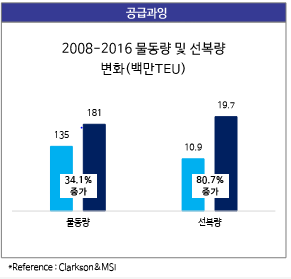 공급과잉
2008-2016 물동량 및 선복량
변화(백만TEU)
135
181
34.1%
증가
물동량
10.9
19.7
80.7%
증가
선복량
*Reference : Clarkson&MSI